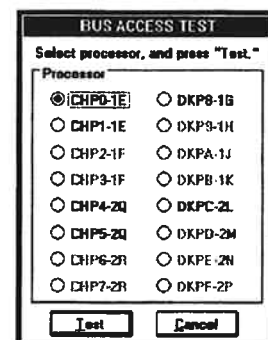 BUS ACCESS TEST
Select processor, and press "Test."
Processor
CHP0-1E DKP8-1G
CHP1-1E DKP9-1H
CHP2-1F DKPA-1J
CHP3-1F DKPB-1K
CHP4-2Q DKPC-2L
CHP5-2Q DKPD-2M
CHP6-2R DKPE-2N
CHP7-2R DKPF-2P
Test Cancel